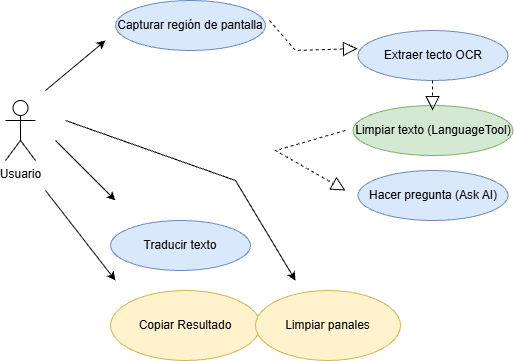 Capturar región de pantalla
Extraer tecto OCR
Limpiar texto (LanguageTool)
Usuario
Hacer pregunta (Ask AI)
Traducir texto
Copiar Resultado
Limpiar panales